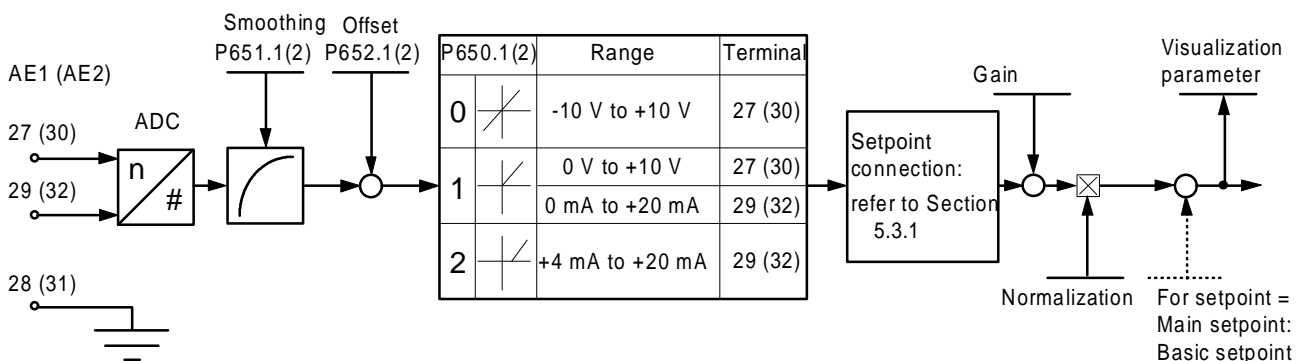 Smoothing
P651.1(2)
Offset
P652.1(2)
AE1 (AE2)
27 (30)
29 (32)
28 (31)
ADC
n
#
P650.1(2) Range Terminal
0 -10 V to +10 V 27 (30)
1 0 V to +10 V 27 (30)
0 mA to +20 mA 29 (32)
2 +4 mA to +20 mA 29 (32)
Setpoint
connection:
refer to Section
5.3.1
Gain
Normalization
Visualization
parameter
For setpoint =
Main setpoint:
Basic setpoint